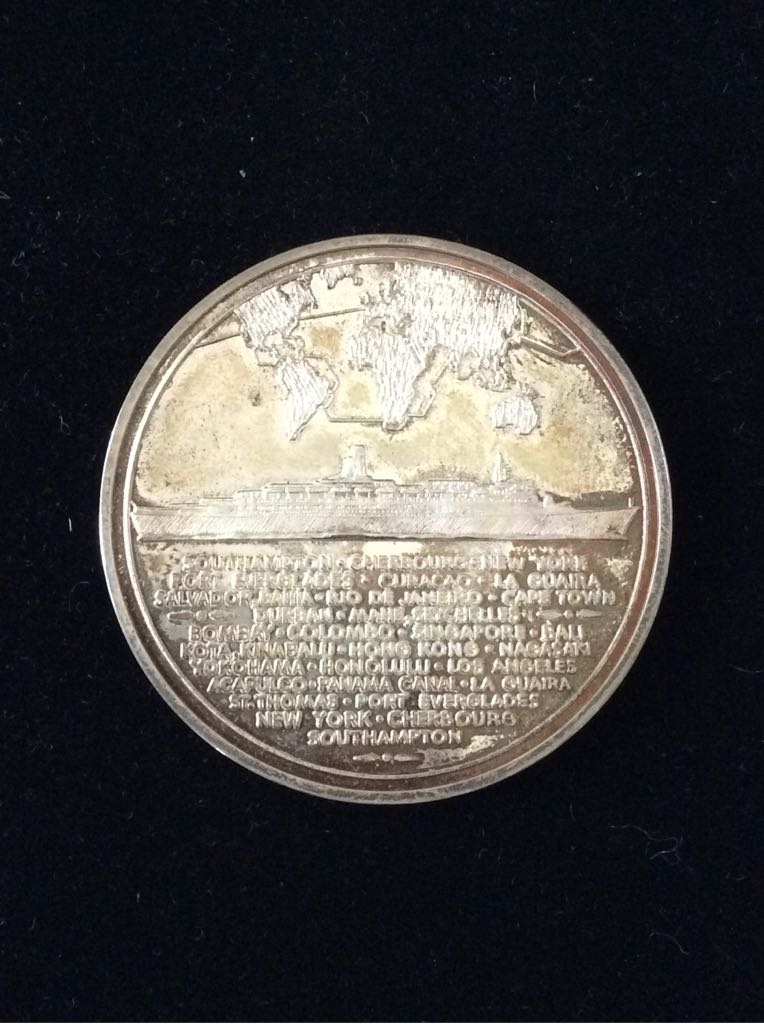 SOUTHAMPTON • CHERBOURG • NEW YORK
PORT EVERGLADES • CURACAO • LA GUAIRA
SALVADOR, BAHIA • RIO DE JANEIRO • CAPE TOWN
DURBAN • MAHE, SEYCHELLES
BOMBAY • COLOMBO • SINGAPORE • BALI
KOTA KINABALU • HONG KONG • NAGASAKI
YOKOHAMA • HONOLULU • LOS ANGELES
ACAPULCO • PANAMA CANAL • LA GUAIRA
ST. THOMAS • PORT EVERGLADES
NEW YORK • CHERBOURG
SOUTHAMPTON